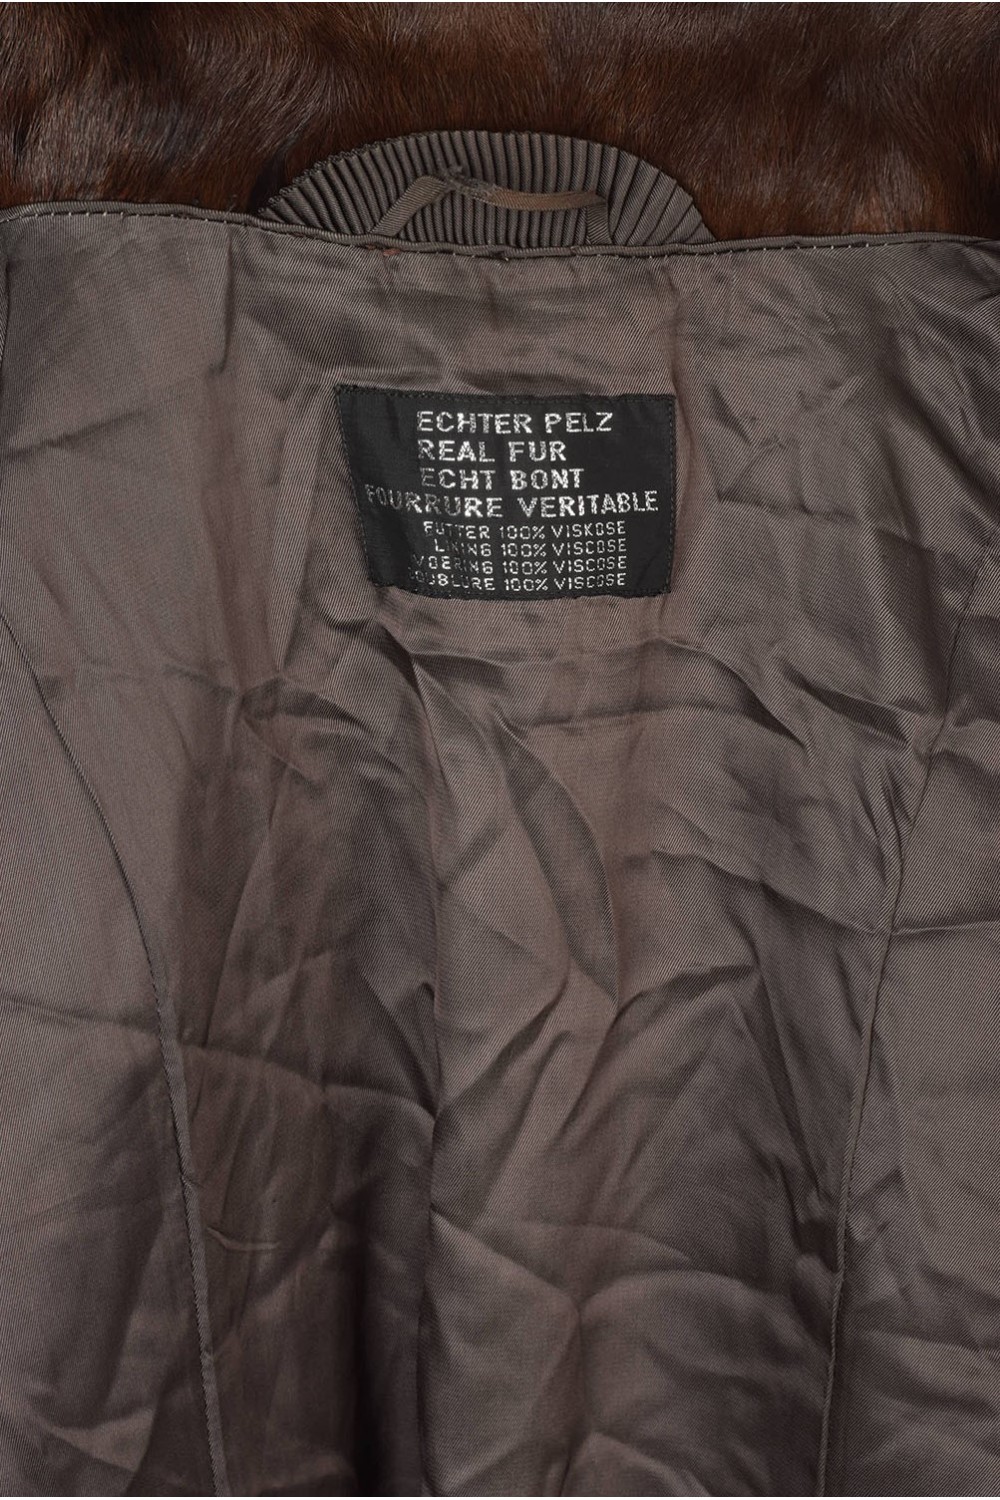 ECHTER PELZ
REAL FUR
ECHT BONT
FOURRURE VERITABLE
FUTTER 100% VISKOSE
LINING 100% VISCOSE
VOERING 100% VISCOSE
DOUBLURE 100% VISCOSE